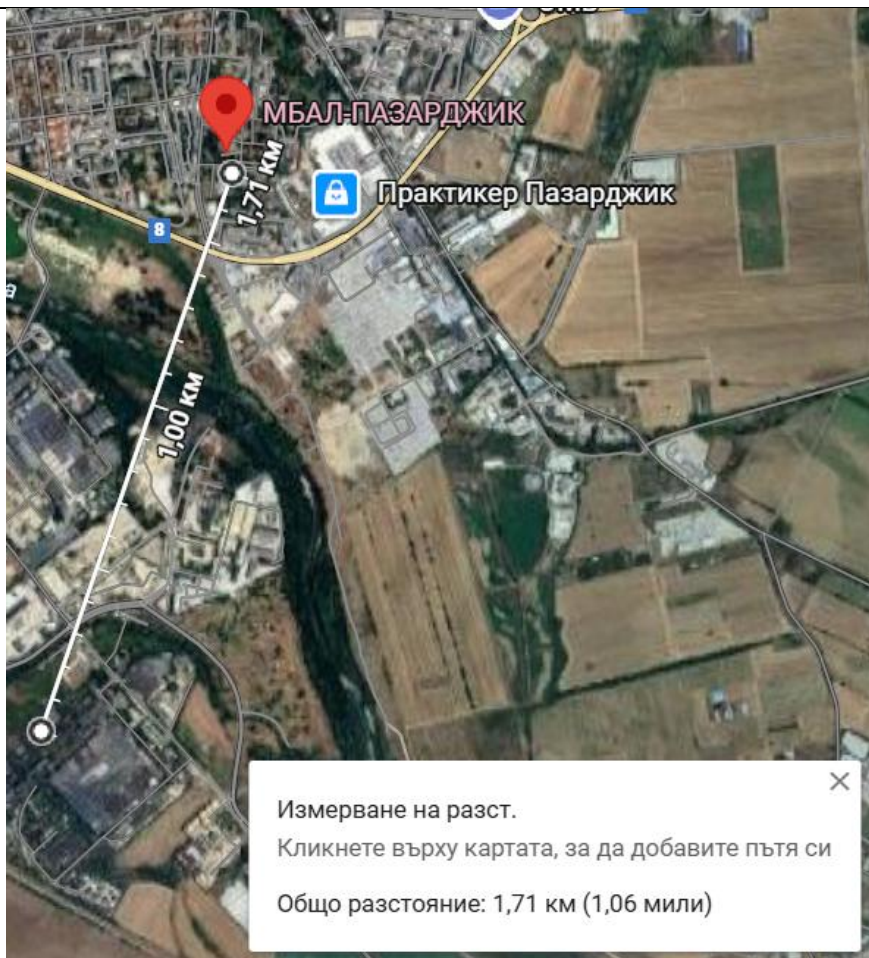 МБАЛ-ПАЗАРДЖИК
1,71 км
Практикер Пазарджик
8
1,00 км
Измерване на разст.
Кликнете върху картата, за да добавите пътя си
Общо разстояние: 1,71 км (1,06 мили)